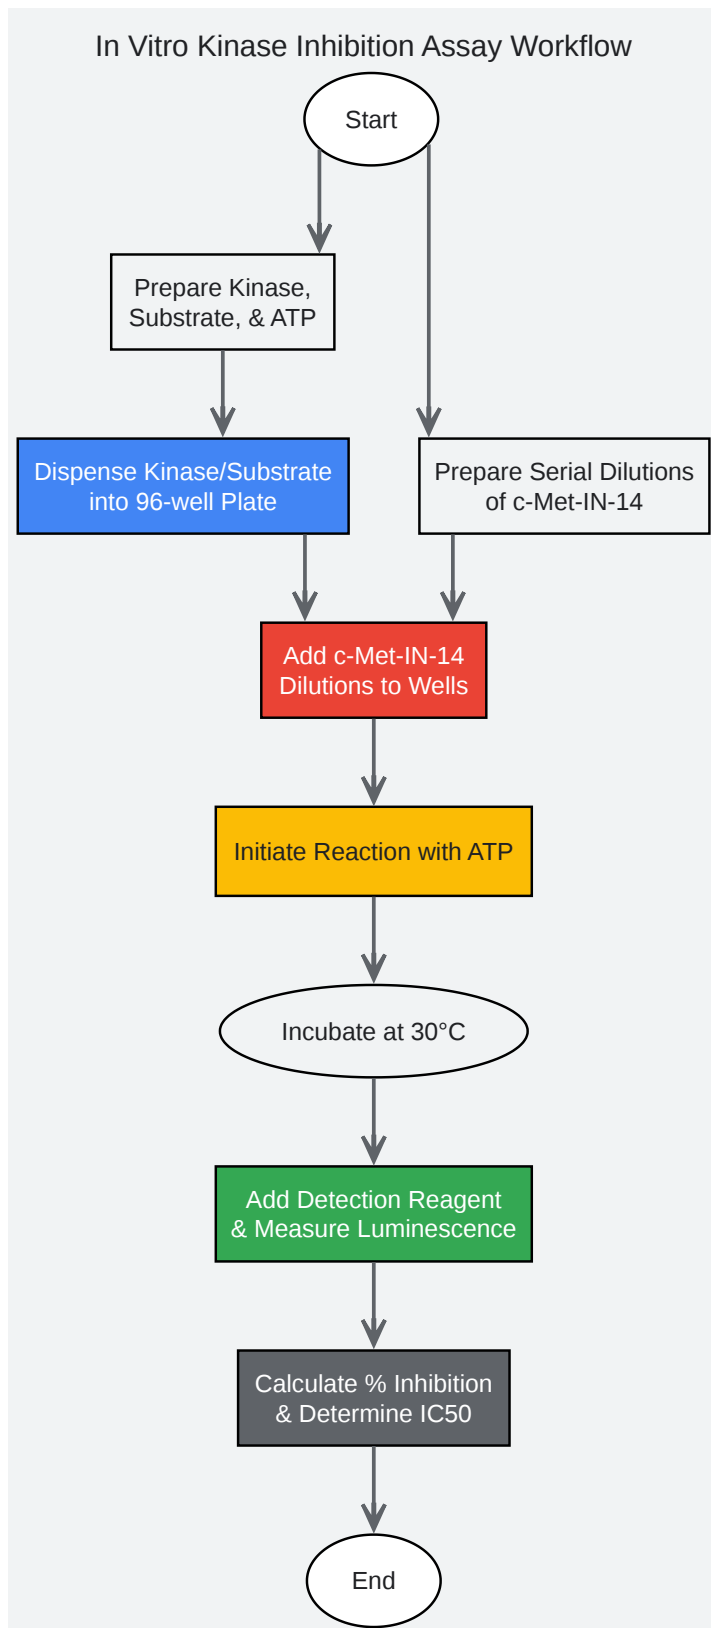 In Vitro Kinase Inhibition Assay Workflow
Start
Prepare Kinase,
Substrate, & ATP
Dispense Kinase/Substrate
into 96-well Plate
Prepare Serial Dilutions
of c-Met-IN-14
Add c-Met-IN-14
Dilutions to Wells
Initiate Reaction with ATP
Incubate at 30°C
Add Detection Reagent
& Measure Luminescence
Calculate % Inhibition
& Determine IC50
End